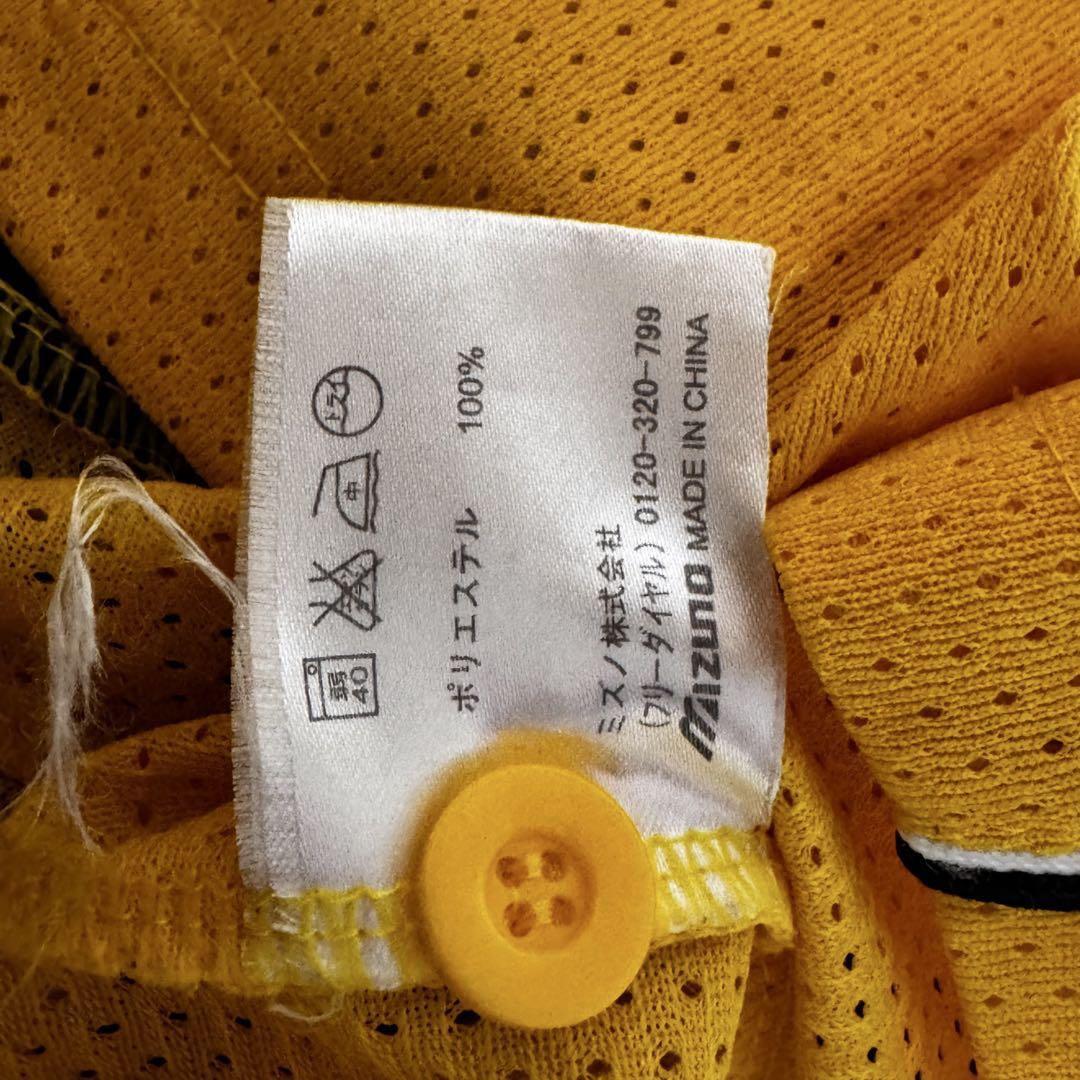 弱
40
中
ドライ
ポリエステル 100%
ミズノ株式会社
(フリーダイヤル) 0120-320-799
MIZUNO MADE IN CHINA